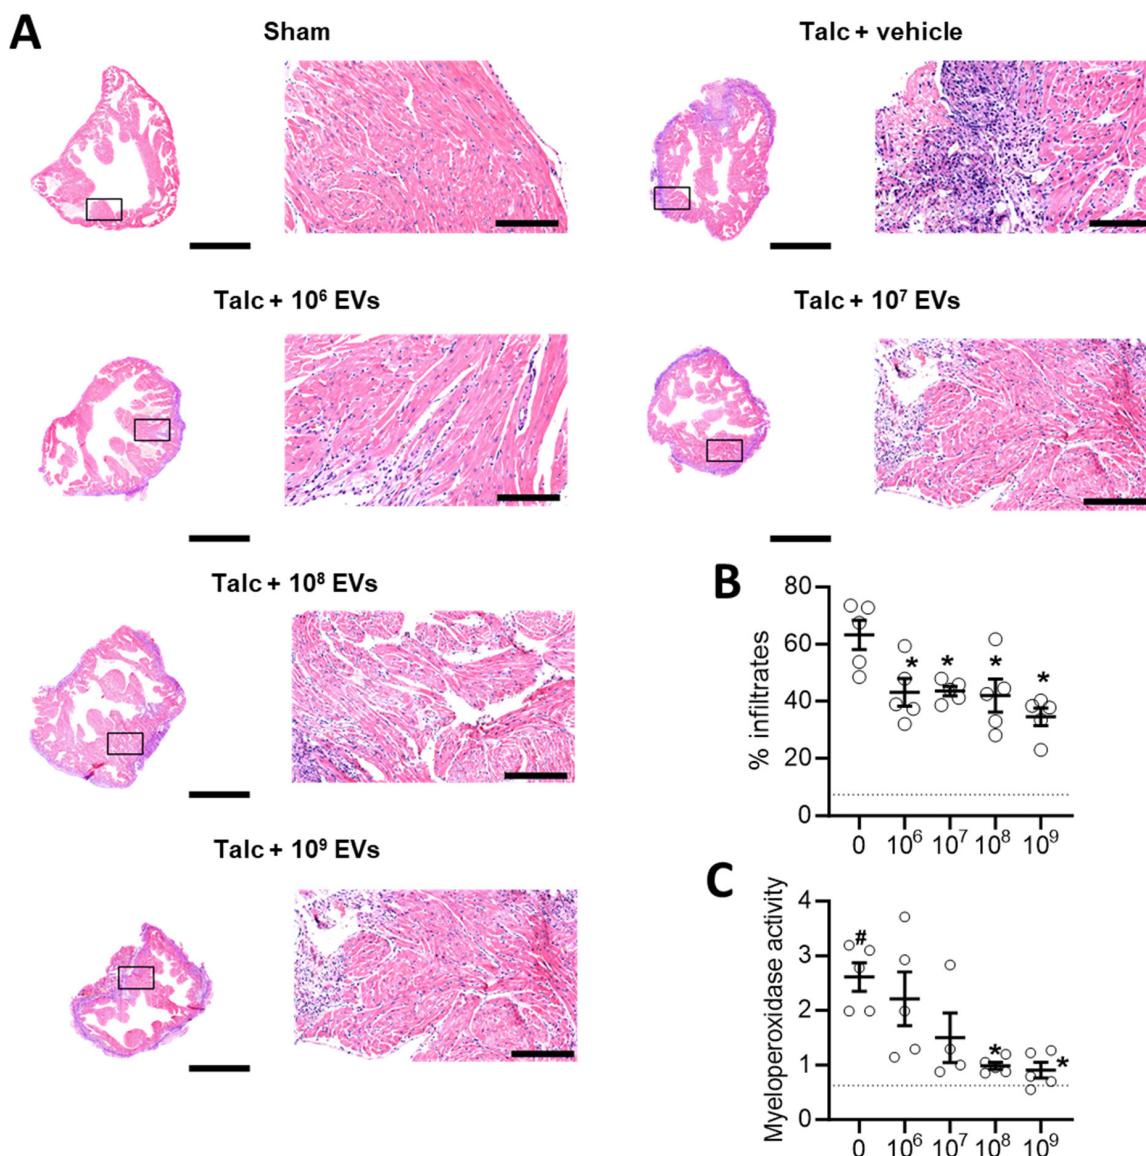 A
Sham
Talc + vehicle
Talc + 10⁶ EVs
Talc + 10⁷ EVs
Talc + 10⁸ EVs
Talc + 10⁹ EVs
B
% infiltrates
80
60
40
20
0
0 10⁶ 10⁷ 10⁸ 10⁹
* * * *
C
Myeloperoxidase activity
4
3
2
1
0
0 10⁶ 10⁷ 10⁸ 10⁹
# * *